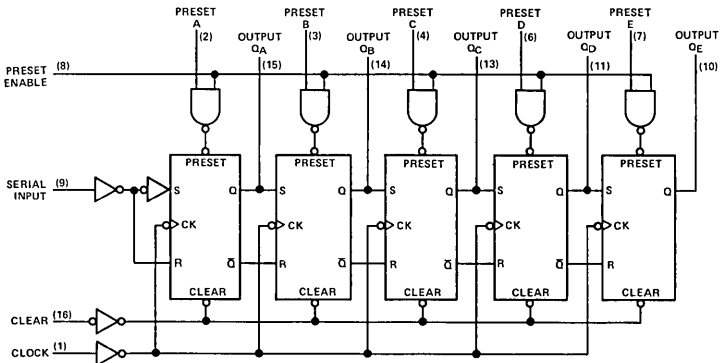 PRESET A (2)
OUTPUT QA (15)
PRESET B (3)
OUTPUT QB (14)
PRESET C (4)
OUTPUT QC (13)
PRESET D (6)
OUTPUT QD (11)
PRESET E (7)
OUTPUT QE (10)
PRESET ENABLE (8)
PRESET PRESET PRESET PRESET PRESET
SERIAL INPUT (9)
S Q S Q S Q S Q S Q
CK CK CK CK CK
R Q̅ R Q̅ R Q̅ R Q̅ R
CLEAR CLEAR CLEAR CLEAR CLEAR
CLEAR (16)
CLOCK (1)